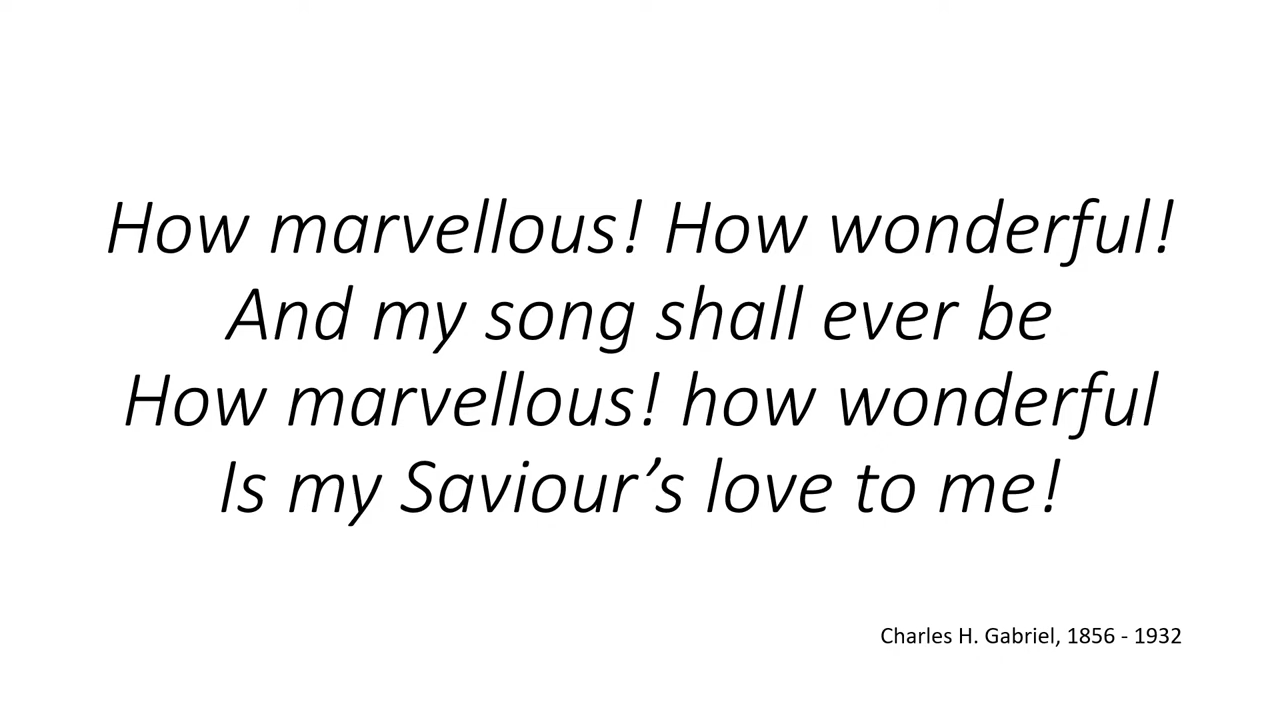 How marvellous! How wonderful!
And my song shall ever be
How marvellous! how wonderful
Is my Saviour’s love to me!
Charles H. Gabriel, 1856 - 1932